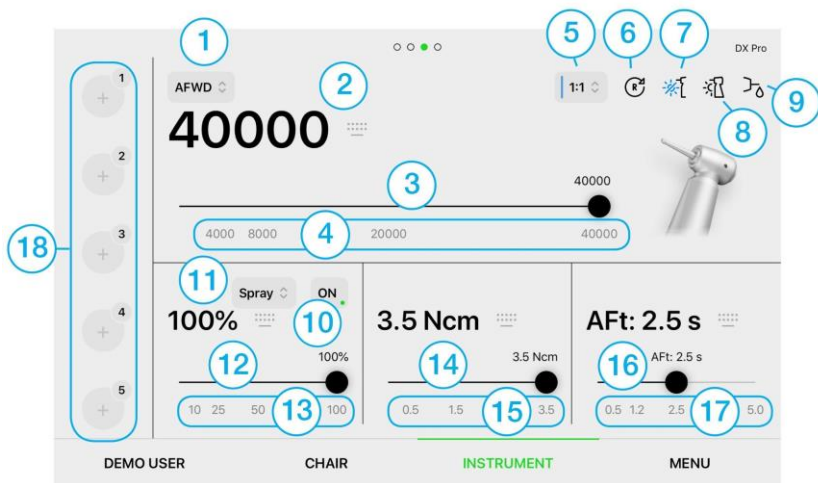 1
5
6
7
DX Pro
1
AFWD
2
1:1
R
8
9
40000
2
3
40000
3
4000 8000 20000 40000
4
18
11
Spray
ON
4
100%
10
3.5 Ncm
AFt: 2.5 s
12
100%
14
3.5 Ncm
16
AFt: 2.5 s
5
10 25 50 100
13
0.5 1.5 3.5
15
0.5 1.2 2.5 5.0
17
DEMO USER
CHAIR
INSTRUMENT
MENU